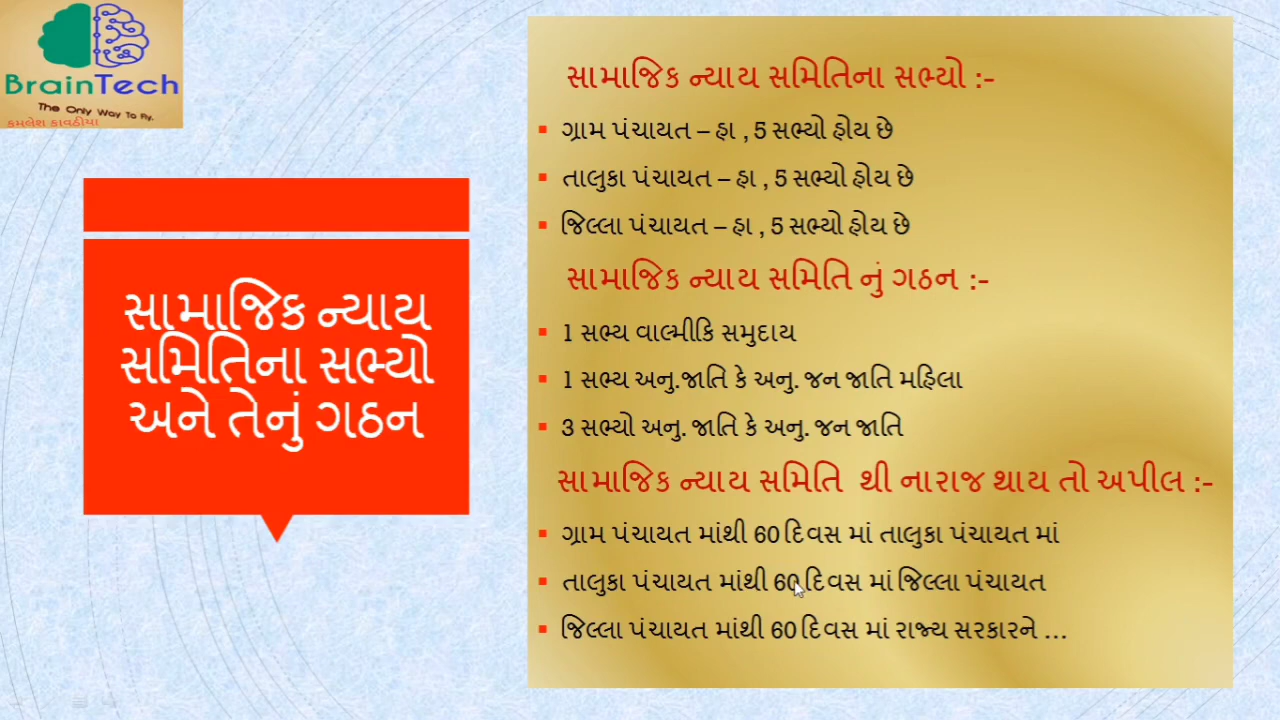 BrainTech
The Only Way To Fly.
કમલેશ કાવઠીયા
સામાજિક ન્યાય
સમિતિના સભ્યો
અને તેનું ગઠન
સામાજિક ન્યાય સમિતિના સભ્યો :-
ગ્રામ પંચાયત – હા , 5 સભ્યો હોય છે
તાલુકા પંચાયત – હા , 5 સભ્યો હોય છે
જિલ્લા પંચાયત – હા , 5 સભ્યો હોય છે
સામાજિક ન્યાય સમિતિ નું ગઠન :-
1 સભ્ય વાલ્મીકિ સમુદાય
1 સભ્ય અનુ.જાતિ કે અનુ. જન જાતિ મહિલા
3 સભ્યો અનુ. જાતિ કે અનુ. જન જાતિ
સામાજિક ન્યાય સમિતિ થી નારાજ થાય તો અપીલ :-
ગ્રામ પંચાયત માંથી 60 દિવસ માં તાલુકા પંચાયત માં
તાલુકા પંચાયત માંથી 60 દિવસ માં જિલ્લા પંચાયત
જિલ્લા પંચાયત માંથી 60 દિવસ માં રાજ્ય સરકારને ...